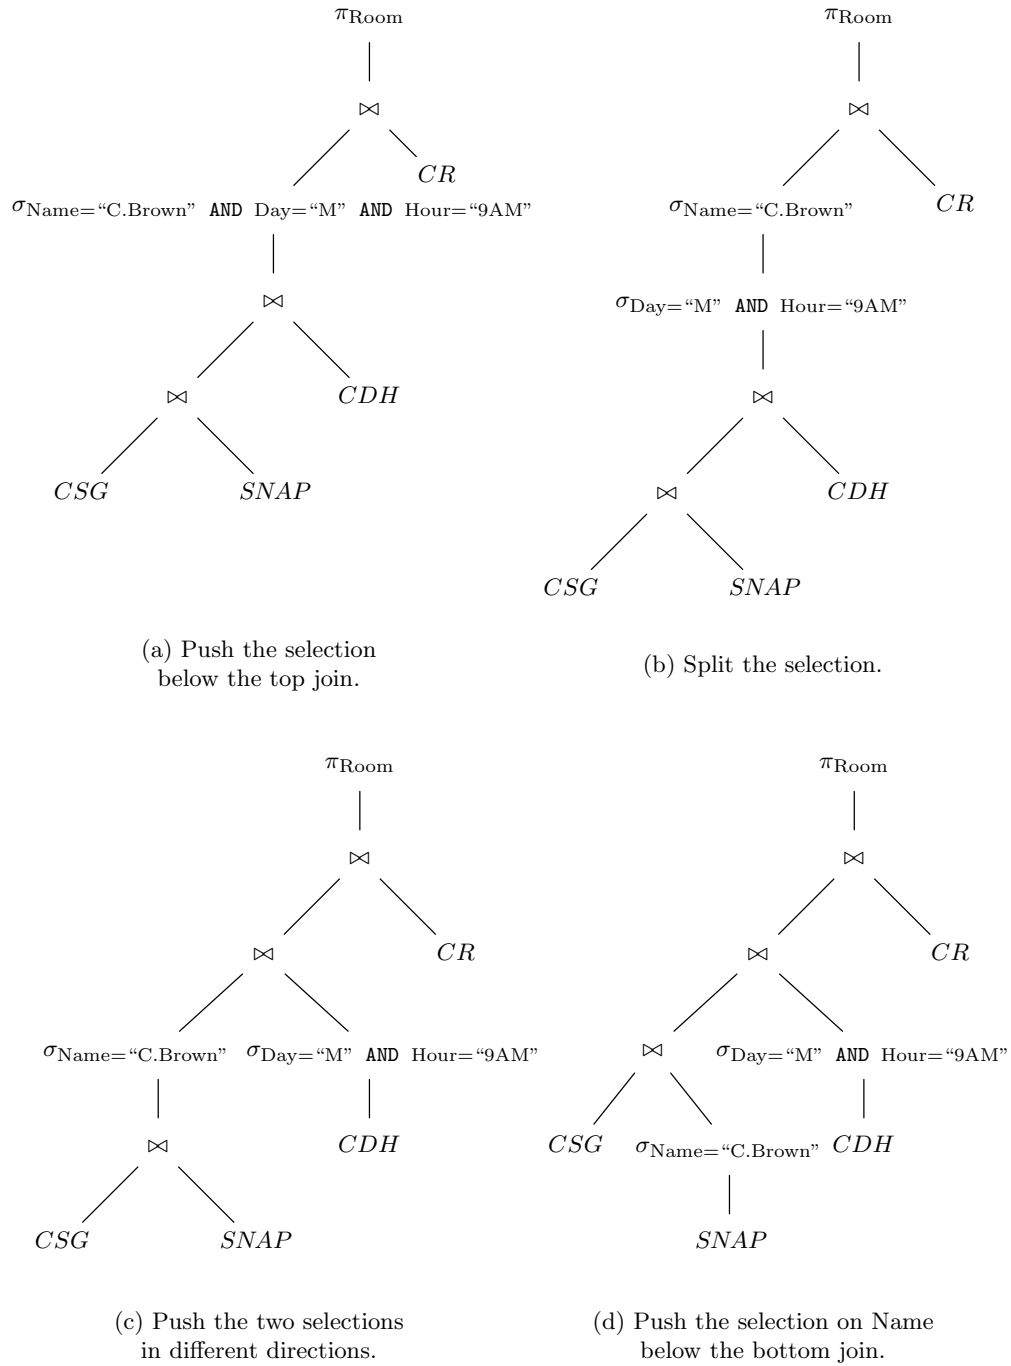 πRoom
⋈
CR
σName=“C.Brown” AND Day=“M” AND Hour=“9AM”
⋈
⋈
CDH
CSG
SNAP
(a) Push the selection
below the top join.
πRoom
⋈
σName=“C.Brown”
CR
σDay=“M” AND Hour=“9AM”
⋈
⋈
CDH
CSG
SNAP
(b) Split the selection.
πRoom
⋈
⋈
CR
σName=“C.Brown”
σDay=“M” AND Hour=“9AM”
⋈
CDH
CSG
SNAP
(c) Push the two selections
in different directions.
πRoom
⋈
⋈
CR
⋈
σDay=“M” AND Hour=“9AM”
CSG
σName=“C.Brown”
CDH
SNAP
(d) Push the selection on Name
below the bottom join.